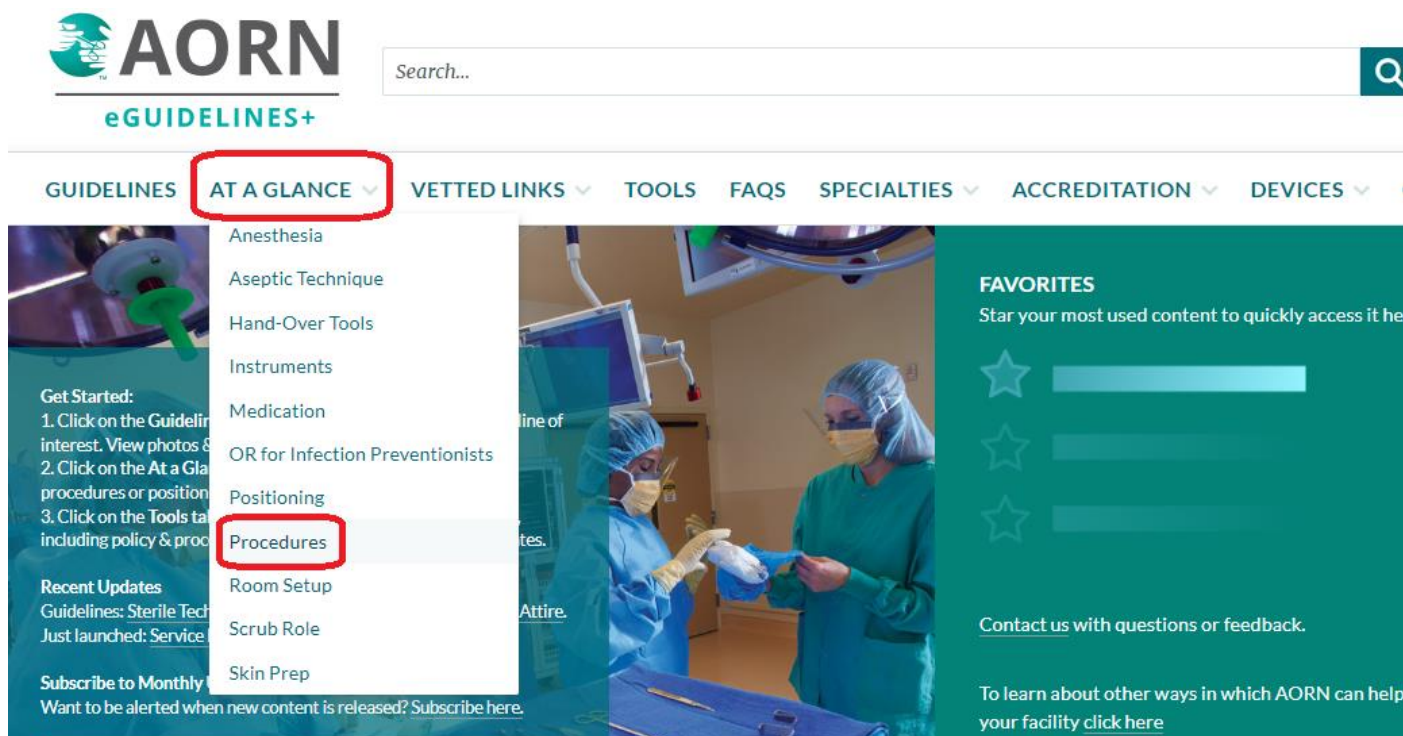 AORN
eGUIDELINES+
Search...
GUIDELINES AT A GLANCE VETTED LINKS TOOLS FAQS SPECIALTIES ACCREDITATION DEVICES
Anesthesia
Aseptic Technique
Hand-Over Tools
Instruments
Medication
OR for Infection Preventionists
Positioning
Procedures
Room Setup
Scrub Role
Skin Prep
Get Started:
1. Click on the Guidelin line of
interest. View photos &
2. Click on the At a Gla
procedures or position
3. Click on the Tools ta
including policy & proc tes.
Recent Updates
Guidelines: Sterile Tech Attire.
Just launched: Service
Subscribe to Monthly
Want to be alerted when new content is released? Subscribe here.
FAVORITES
Star your most used content to quickly access it he
Contact us with questions or feedback.
To learn about other ways in which AORN can help
your facility click here